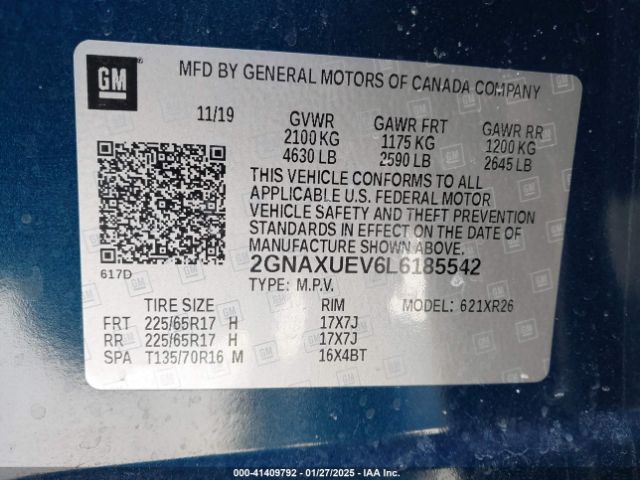 GM
MFD BY GENERAL MOTORS OF CANADA COMPANY
11/19 GVWR GAWR FRT GAWR RR
2100 KG 1175 KG 1200 KG
4630 LB 2590 LB 2645 LB
THIS VEHICLE CONFORMS TO ALL
APPLICABLE U.S. FEDERAL MOTOR
VEHICLE SAFETY AND THEFT PREVENTION
STANDARDS IN EFFECT ON THE DATE OF
MANUFACTURE SHOWN ABOVE.
617D
2GNAXUEV6L6185542
TYPE: M.P.V.
TIRE SIZE RIM MODEL: 621XR26
FRT 225/65R17 H 17X7J
RR 225/65R17 H 17X7J
SPA T135/70R16 M 16X4BT
000-41409792 - 01/27/2025 - IAA Inc.